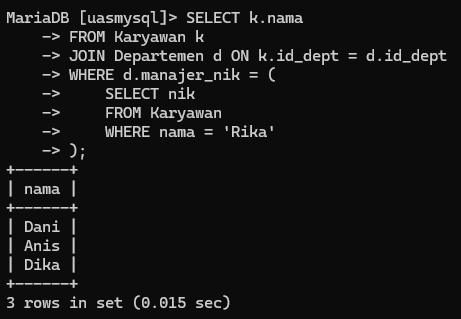 MariaDB [uasmysql]> SELECT k.nama
    -> FROM Karyawan k
    -> JOIN Departemen d ON k.id_dept = d.id_dept
    -> WHERE d.manajer_nik = (
    ->     SELECT nik
    ->     FROM Karyawan
    ->     WHERE nama = 'Rika'
    -> );
+------+
| nama |
+------+
| Dani |
| Anis |
| Dika |
+------+
3 rows in set (0.015 sec)